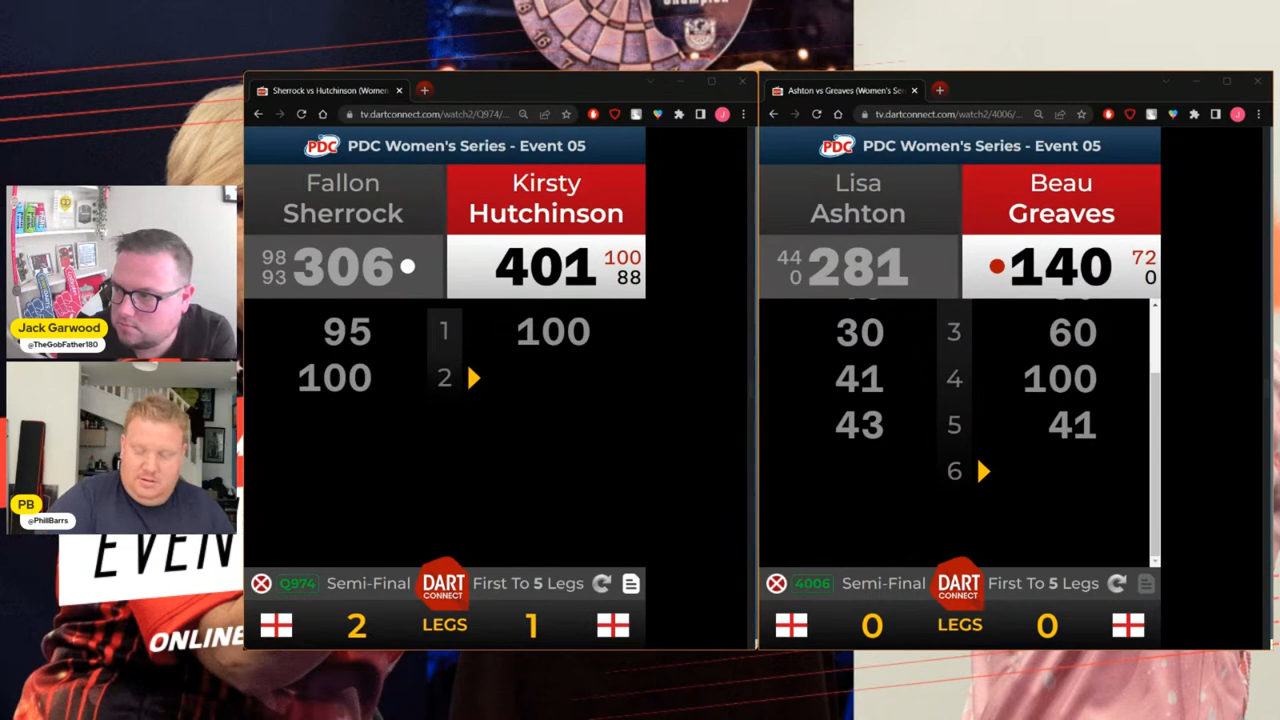 Champion
16
7
Sherrock vs Hutchinson (Women
Ashton vs Greaves (Women's Ser
tv.dartconnect.com/watch2/Q974/...
tv.dartconnect.com/watch2/4006/...
J
J
PDC PDC Women's Series - Event 05
PDC PDC Women's Series - Event 05
Fallon
Sherrock
Kirsty
Hutchinson
Lisa
Ashton
Beau
Greaves
98
93
306
401
100
88
44
0
281
140
72
0
95 1 100
100 2
30 3 60
41 4 100
43 5 41
6
Jack Garwood
@TheGobFather180
PB
@PhillBarrs
EVEN
ONLINE
Q974 Semi-Final DART CONNECT First To 5 Legs
2 LEGS 1
4006 Semi-Final DART CONNECT First To 5 Legs
0 LEGS 0